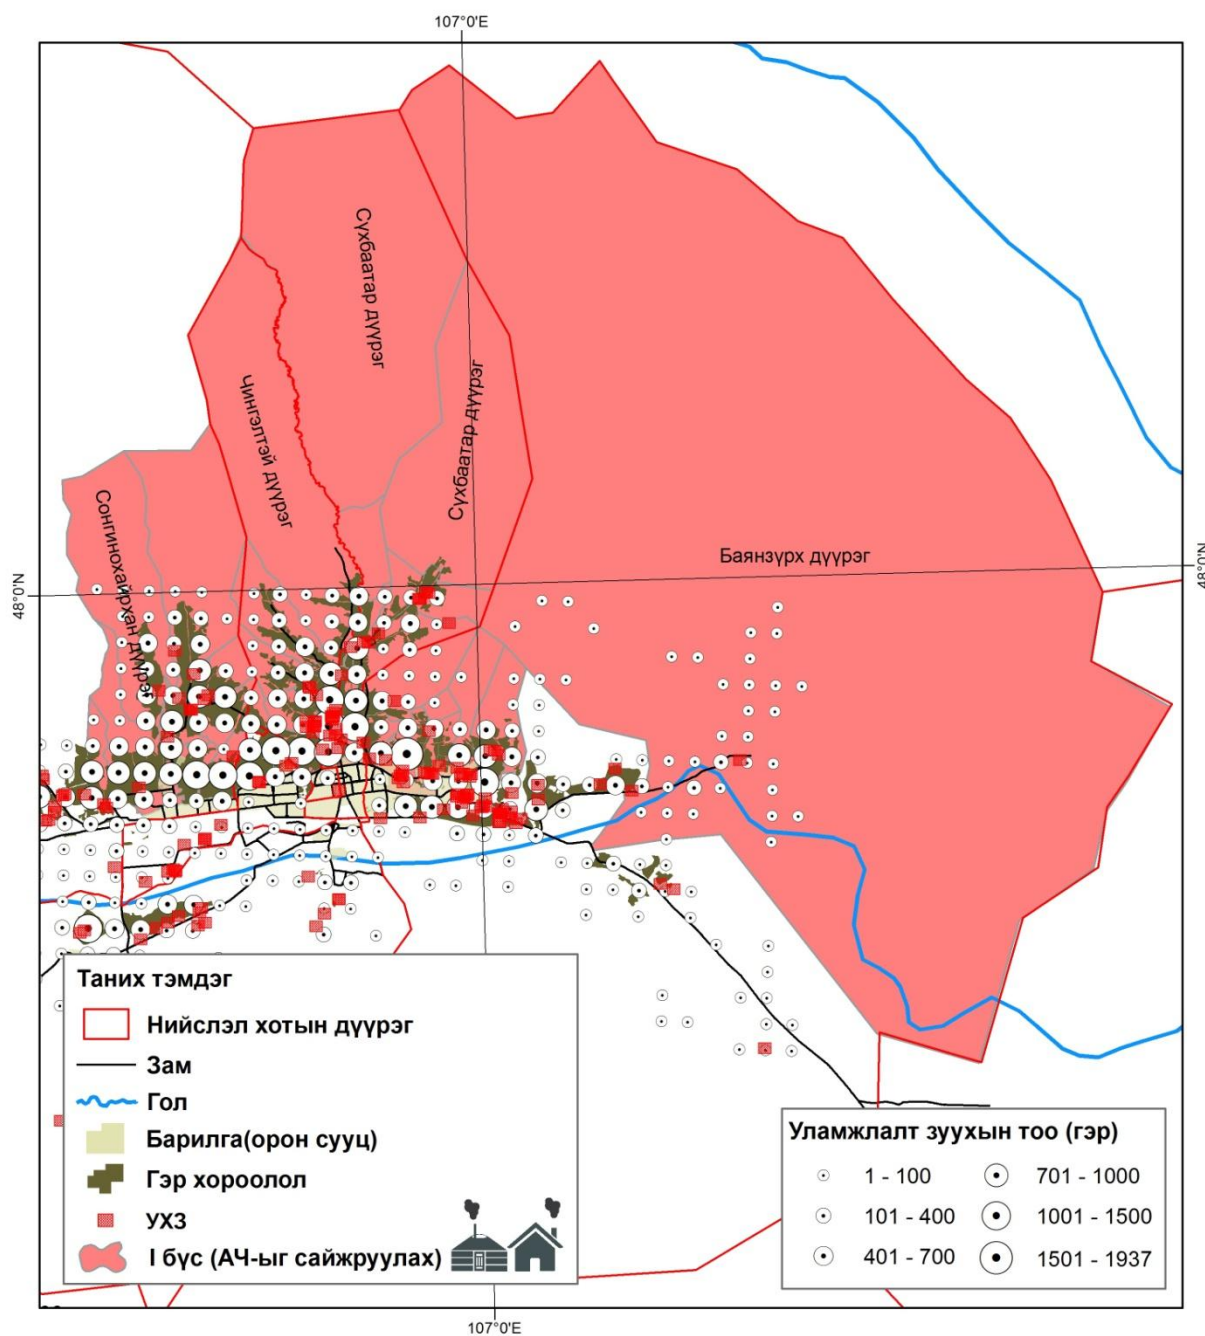 107°0'E
Сүхбаатар дүүрэг
Чингэлтэй дүүрэг
Сүхбаатар дүүрэг
Сонгинохайрхан дүүрэг
Баянзүрх дүүрэг
48°0'N
48°0'N
Таних тэмдэг
Нийслэл хотын дүүрэг
Зам
Гол
Барилга(орон сууц)
Гэр хороолол
УХЗ
I бүс (АЧ-ыг сайжруулах)
Уламжлалт зуухын тоо (гэр)
1 - 100
101 - 400
401 - 700
701 - 1000
1001 - 1500
1501 - 1937
107°0'E